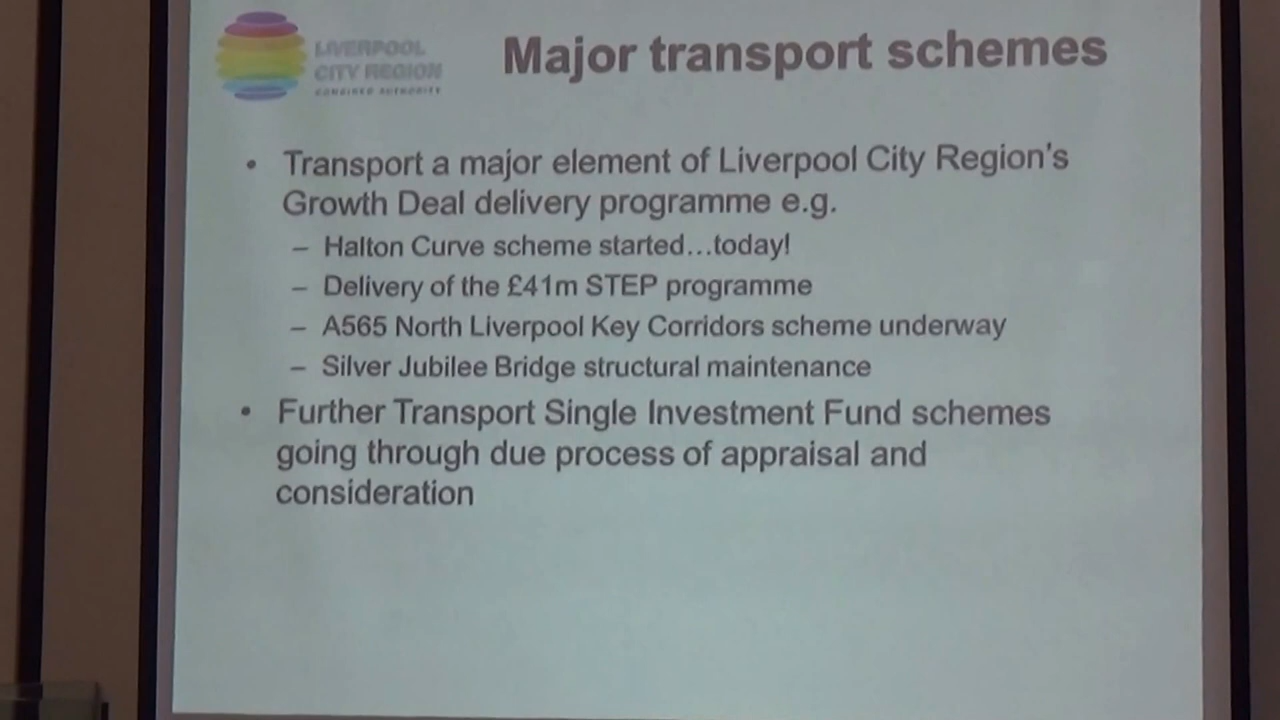 LIVERPOOL
CITY REGION
COMBINED AUTHORITY
Major transport schemes
• Transport a major element of Liverpool City Region's
Growth Deal delivery programme e.g.
– Halton Curve scheme started...today!
– Delivery of the £41m STEP programme
– A565 North Liverpool Key Corridors scheme underway
– Silver Jubilee Bridge structural maintenance
• Further Transport Single Investment Fund schemes
going through due process of appraisal and
consideration